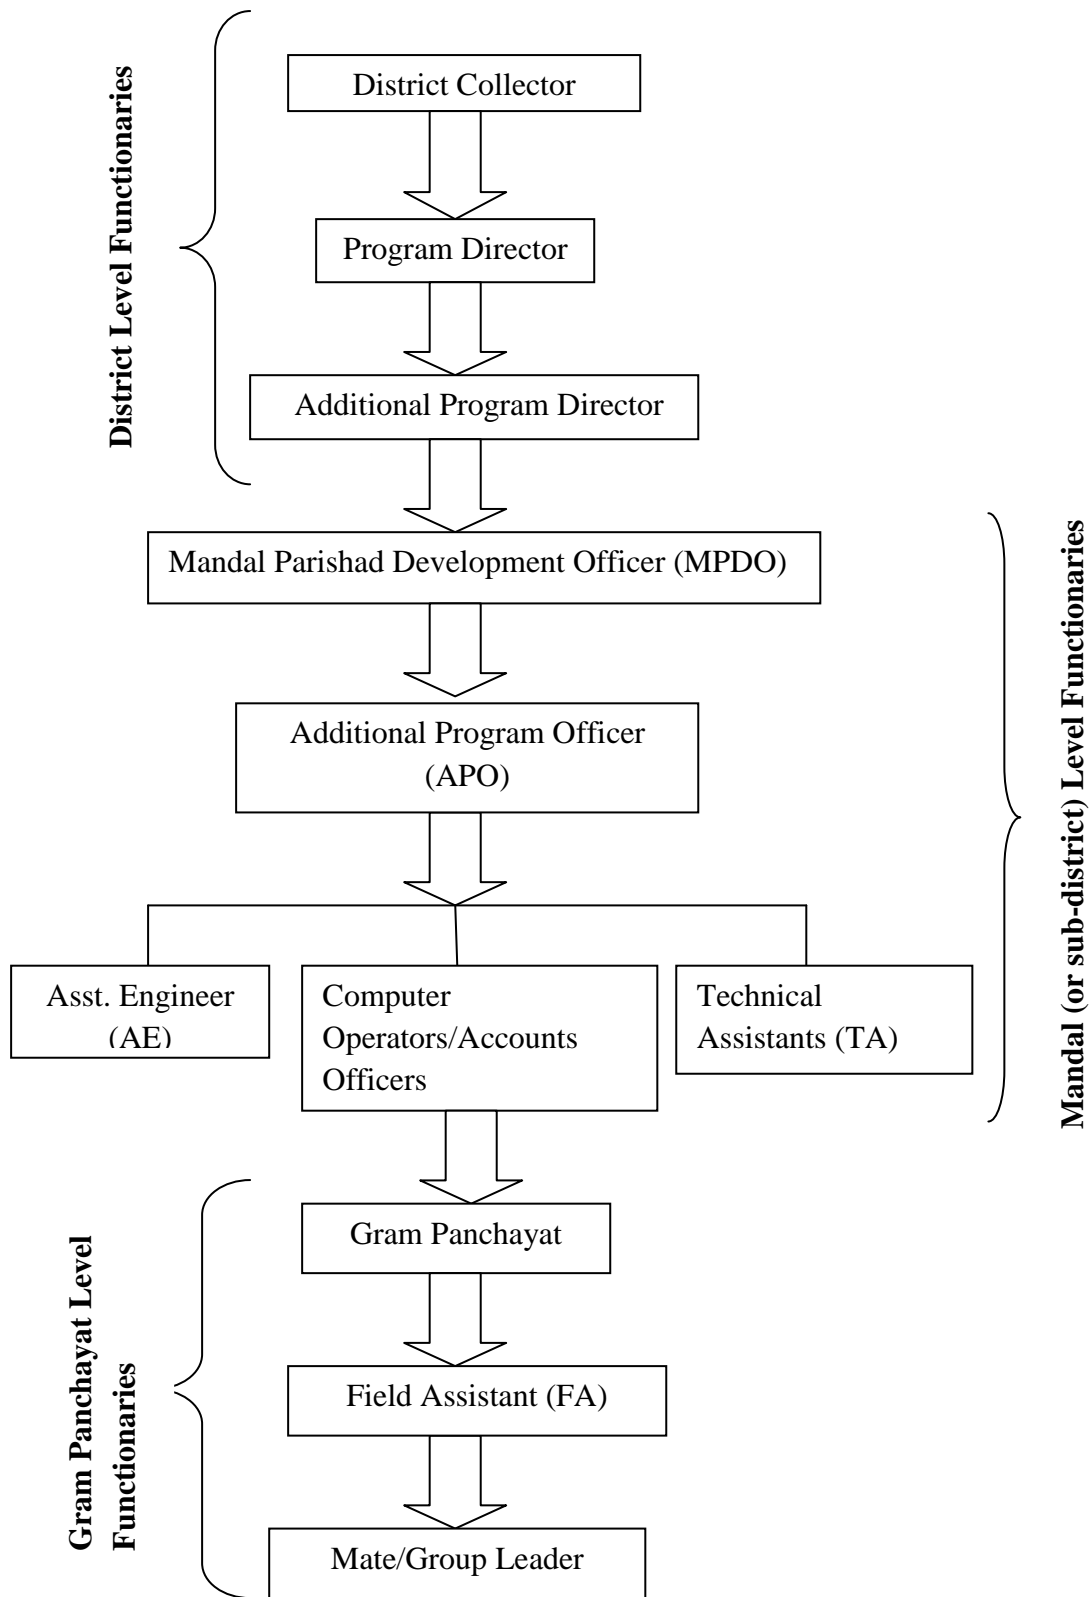 District Level Functionaries
District Collector
Program Director
Additional Program Director
Mandal (or sub-district) Level Functionaries
Mandal Parishad Development Officer (MPDO)
Additional Program Officer
(APO)
Asst. Engineer
(AE)
Computer
Operators/Accounts
Officers
Technical
Assistants (TA)
Gram Panchayat Level
Functionaries
Gram Panchayat
Field Assistant (FA)
Mate/Group Leader